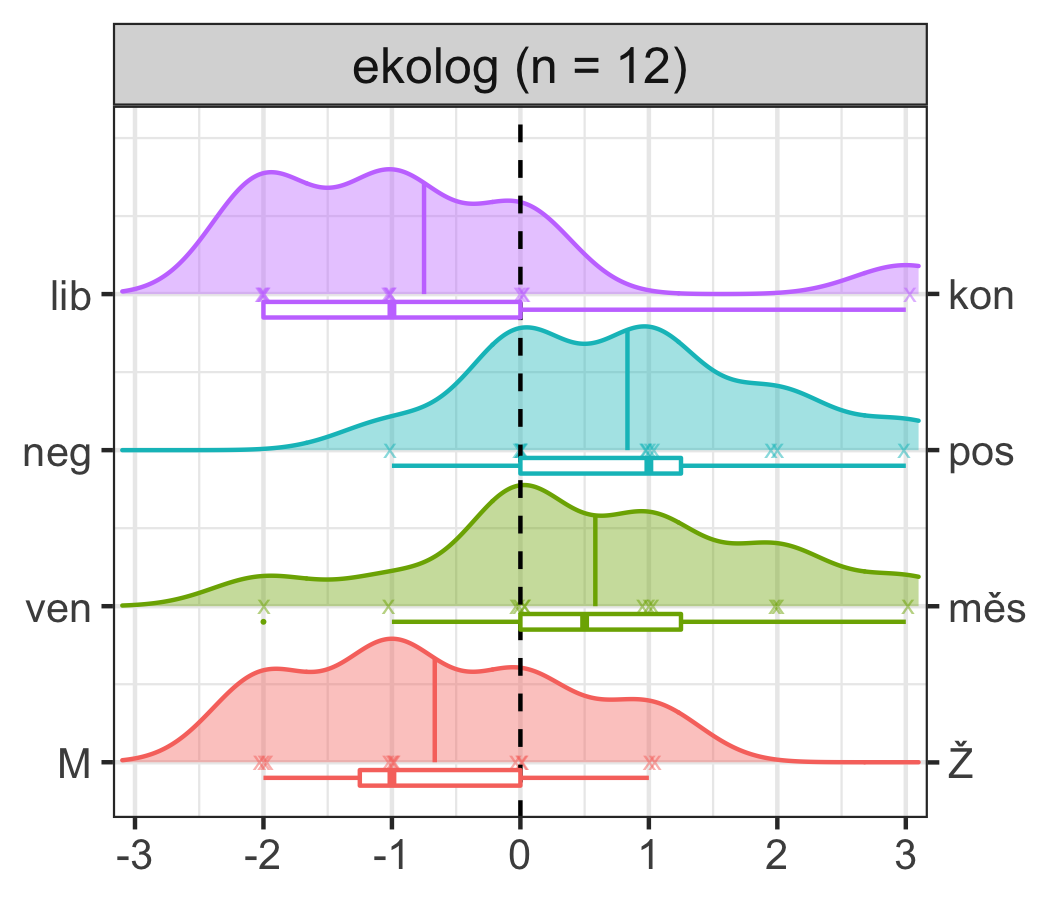 ekolog (n = 12)
lib kon
neg pos
ven měs
M Ž
-3 -2 -1 0 1 2 3